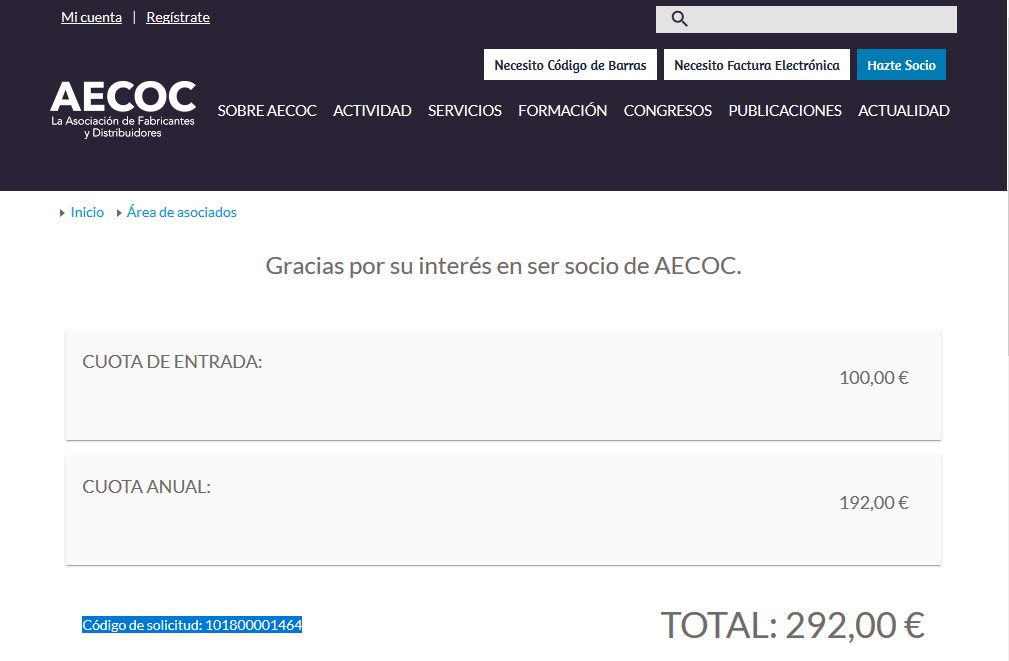 Mi cuenta | Regístrate
Necesito Código de Barras Necesito Factura Electrónica Hazte Socio
AECOC
La Asociación de Fabricantes
y Distribuidores
SOBRE AECOC ACTIVIDAD SERVICIOS FORMACIÓN CONGRESOS PUBLICACIONES ACTUALIDAD
Inicio Área de asociados
Gracias por su interés en ser socio de AECOC.
CUOTA DE ENTRADA:
100,00 €
CUOTA ANUAL:
192,00 €
Código de solicitud: 101800001464
TOTAL: 292,00 €